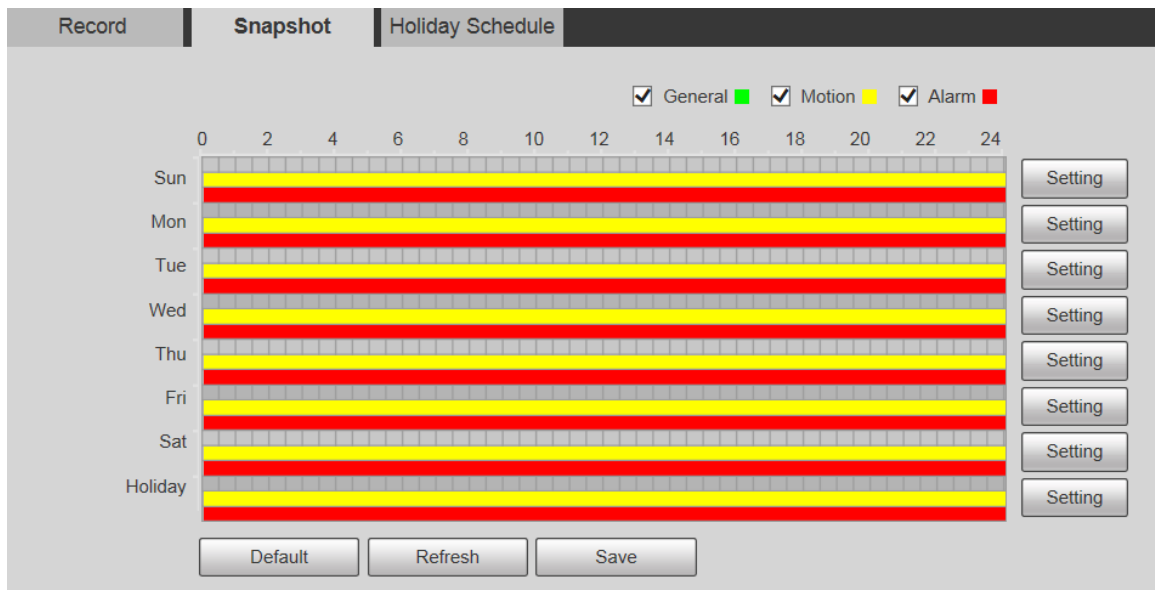 Record Snapshot Holiday Schedule
General Motion Alarm
0 2 4 6 8 10 12 14 16 18 20 22 24
Sun Setting
Mon Setting
Tue Setting
Wed Setting
Thu Setting
Fri Setting
Sat Setting
Holiday Setting
Default Refresh Save